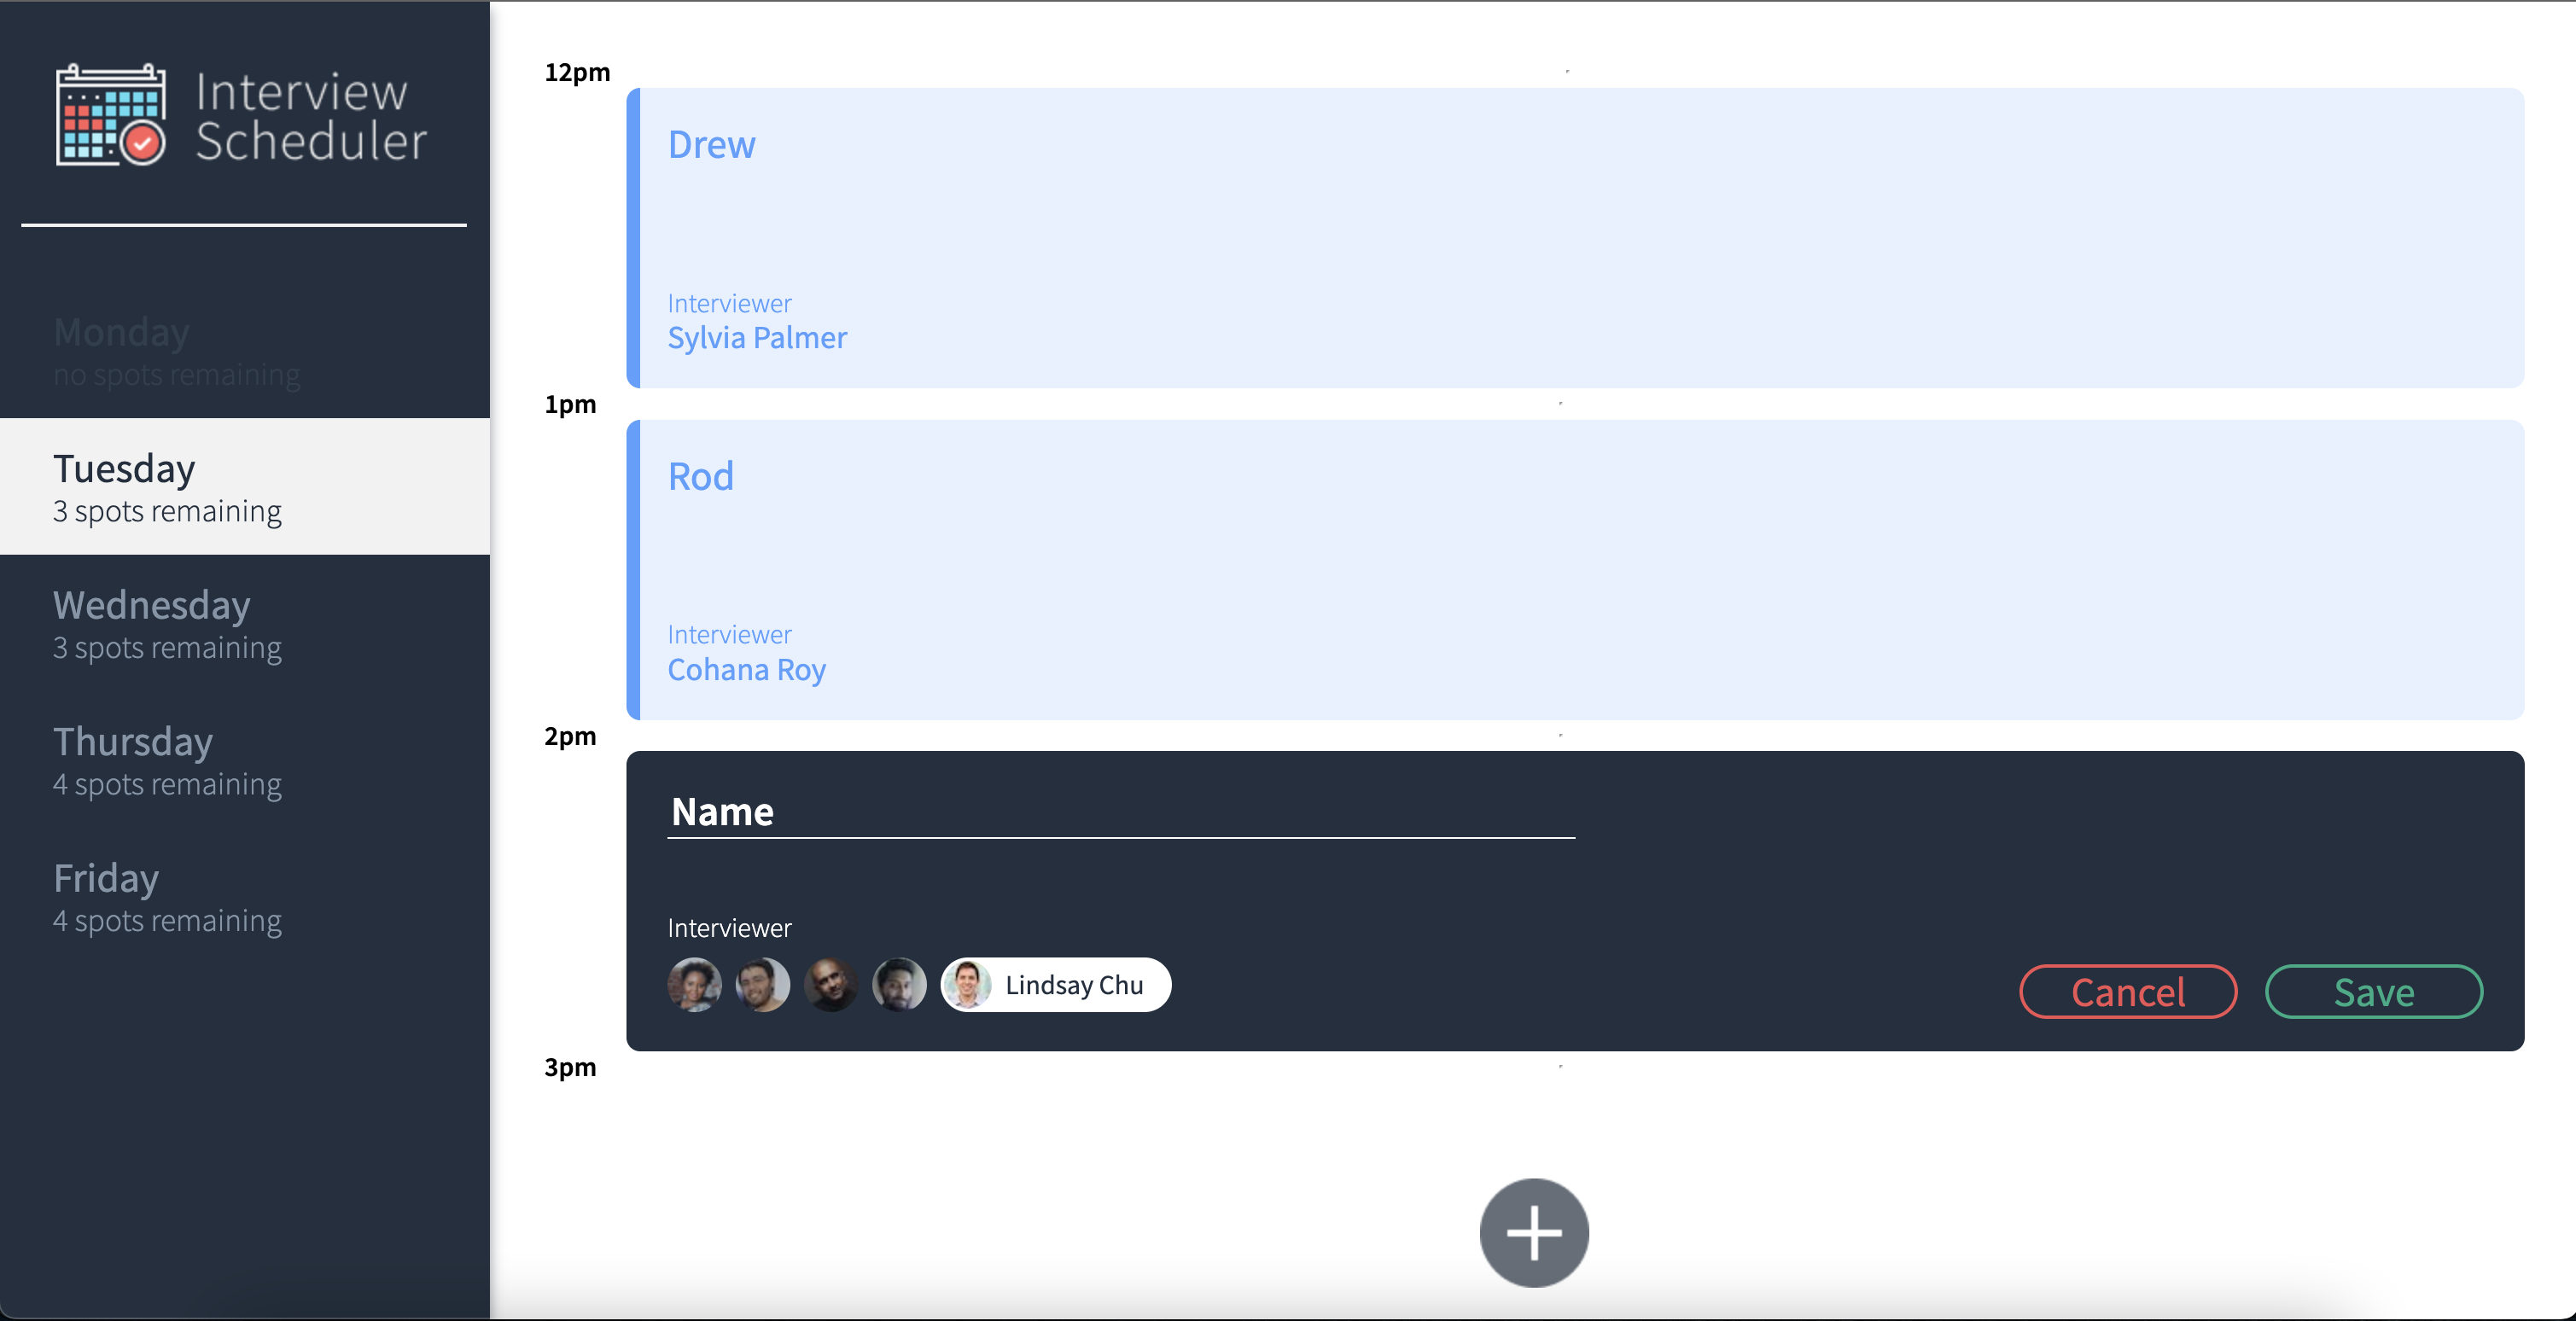 Interview
Scheduler
Monday
no spots remaining
Tuesday
3 spots remaining
Wednesday
3 spots remaining
Thursday
4 spots remaining
Friday
4 spots remaining
12pm
Drew
Interviewer
Sylvia Palmer
1pm
Rod
Interviewer
Cohana Roy
2pm
Name
Interviewer
Lindsay Chu
Cancel
Save
3pm